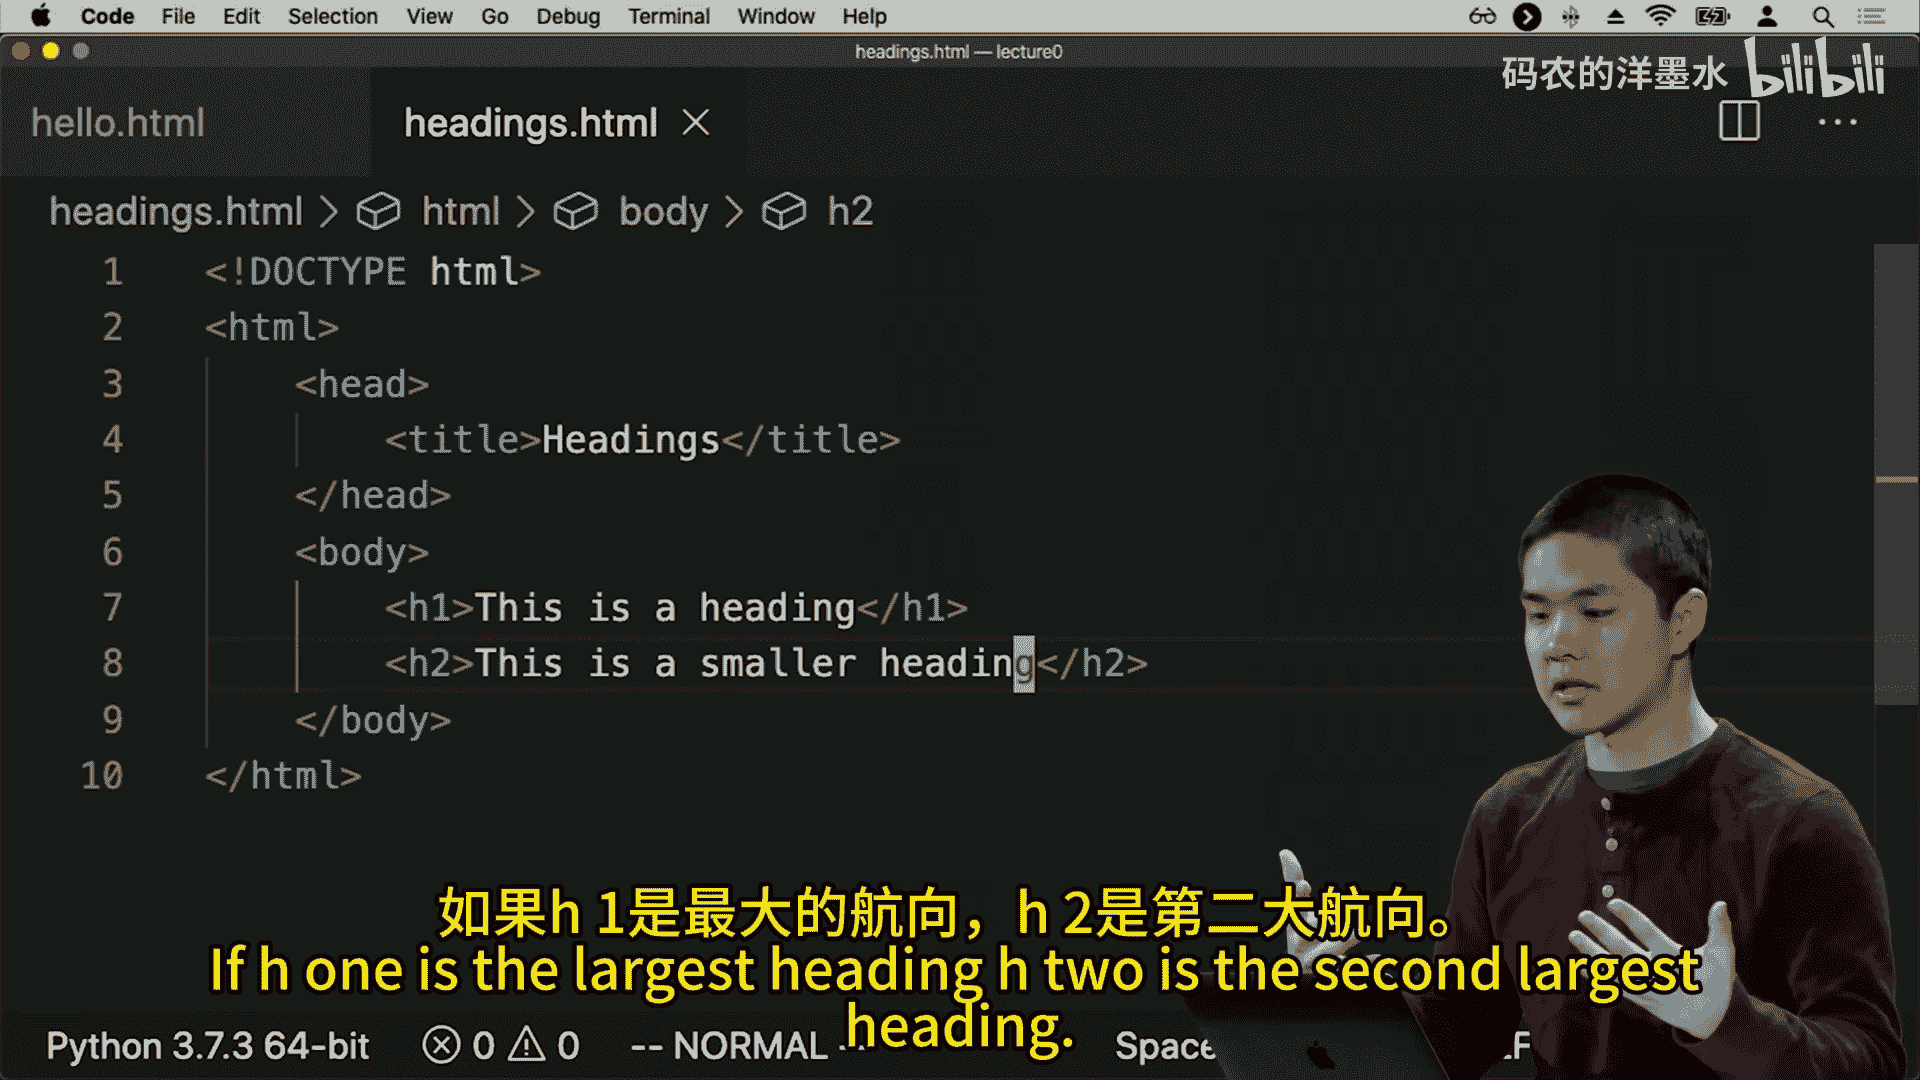 Code File Edit Selection View Go Debug Terminal Window Help
headings.html — lecture0
码农的洋墨水 bilibili
hello.html headings.html
headings.html > html > body > h2
1 <!DOCTYPE html>
2 <html>
3 <head>
4 <title>Headings</title>
5 </head>
6 <body>
7 <h1>This is a heading</h1>
8 <h2>This is a smaller heading</h2>
9 </body>
10 </html>
如果h 1是最大的航向，h 2是第二大航向。
If h one is the largest heading h two is the second largest
heading.
Python 3.7.3 64-bit 0 0 -- NORMAL --